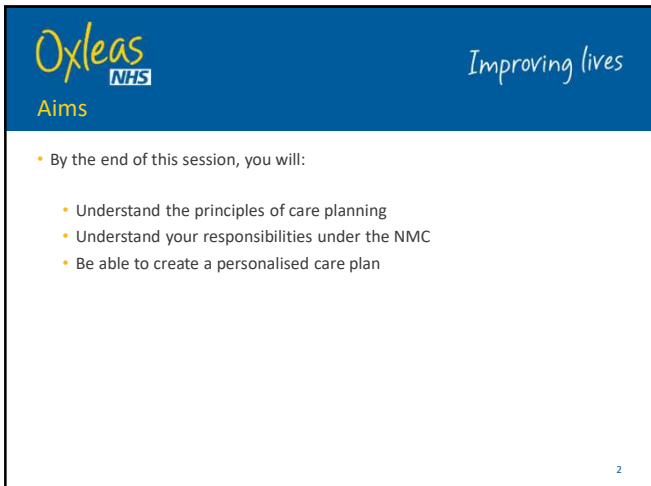 Oxleas
NHS
Improving lives
Aims
• By the end of this session, you will:
• Understand the principles of care planning
• Understand your responsibilities under the NMC
• Be able to create a personalised care plan
2